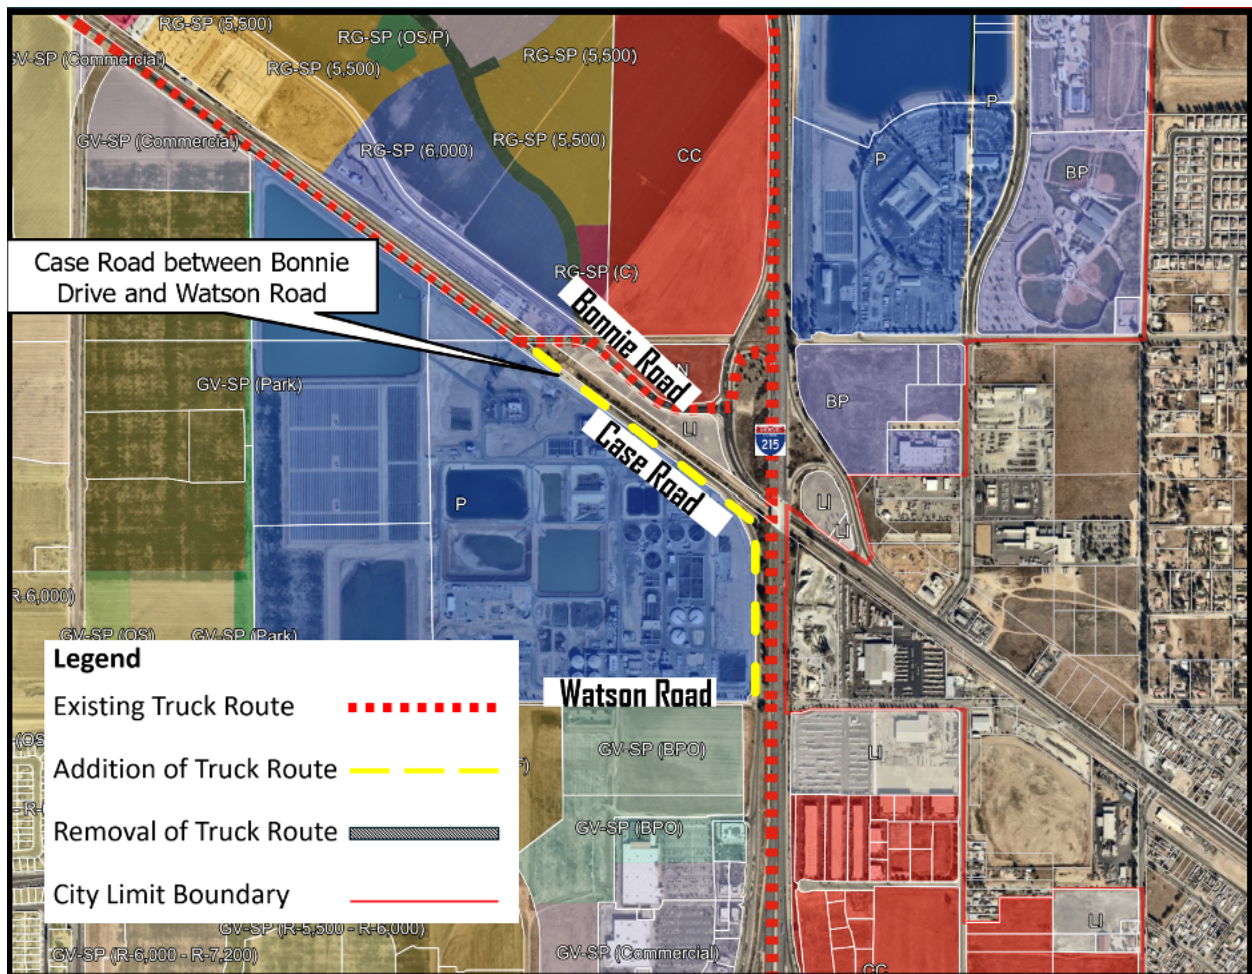 RG-SP (5,500)
RG-SP (OS/P)
GV-SP (Commercial)
RG-SP (5,500)
RG-SP (5,500)
P
GV-SP (Commercial)
RG-SP (6,000)
RG-SP (5,500)
CC
P
BP
Case Road between Bonnie
Drive and Watson Road
RG-SP (C)
Bonnie Road
GV-SP (Park)
BP
LI
Case Road
215
P
LI
LI
R-6,000)
GV-SP (OS)
GV-SP (Park)
Legend
Existing Truck Route
Addition of Truck Route
Removal of Truck Route
City Limit Boundary
Watson Road
GV-SP (BPO)
LI
GV-SP (BPO)
LI
GV-SP (R-5,500 - R-6,000)
GV-SP (R-6,000 - R-7,200)
GV-SP (Commercial)
CC